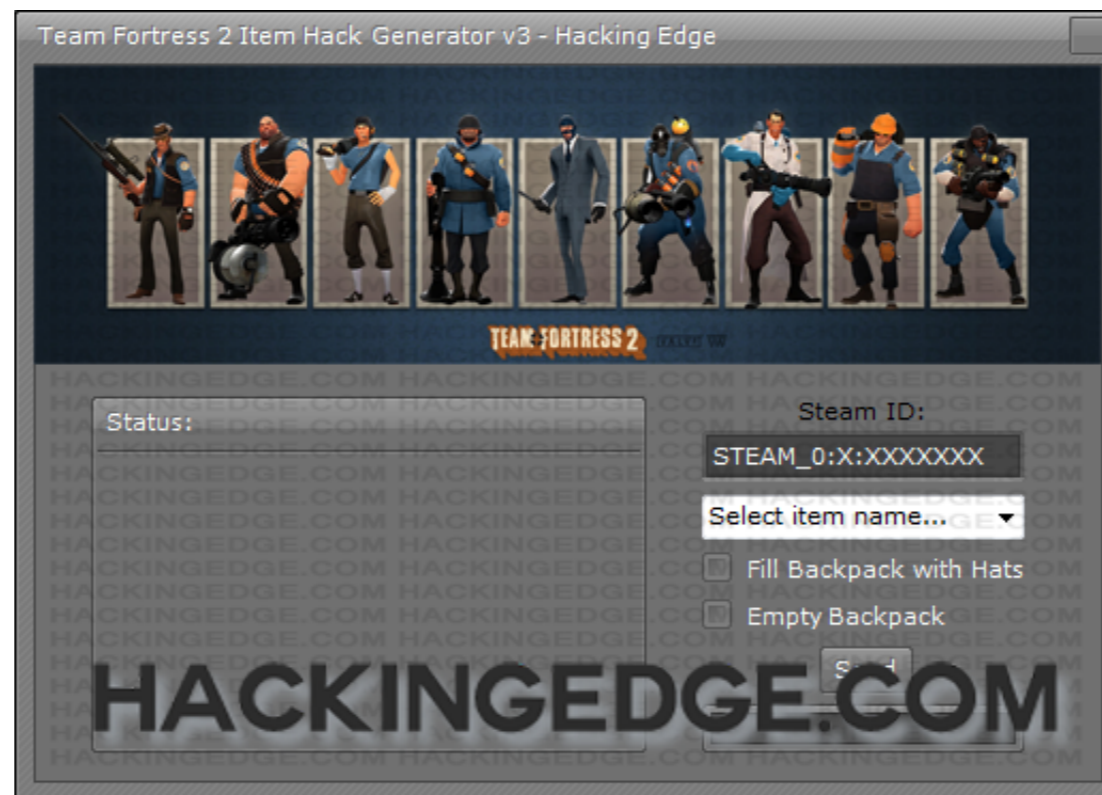 Team Fortress 2 Item Hack Generator v3 - Hacking Edge
TEAM FORTRESS 2
Status:
Steam ID:
STEAM_0:X:XXXXXXX
Select item name...
Fill Backpack with Hats
Empty Backpack
HACKINGEDGE.COM